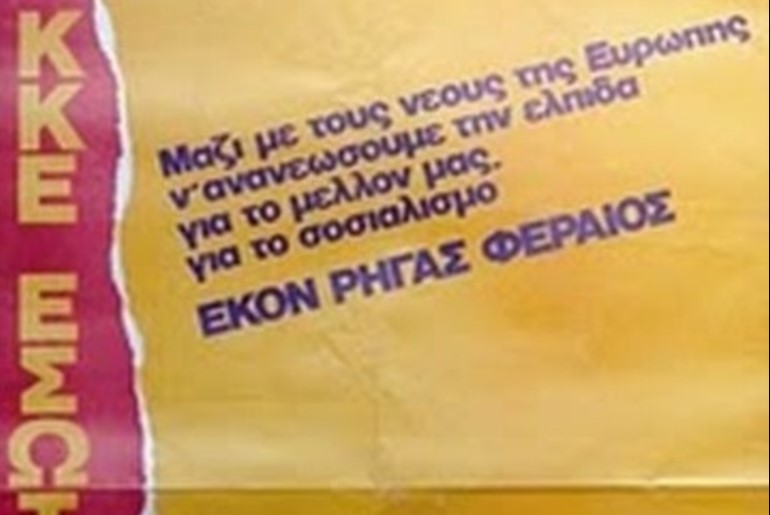 ΚΚΕ ΕΣΩΤ
Μαζι με τους νεους της Ευρωπης
ν'ανανεωσουμε την ελπιδα
για το μελλον μας.
για το σοσιαλισμο
ΕΚΟΝ ΡΗΓΑΣ ΦΕΡΑΙΟΣ